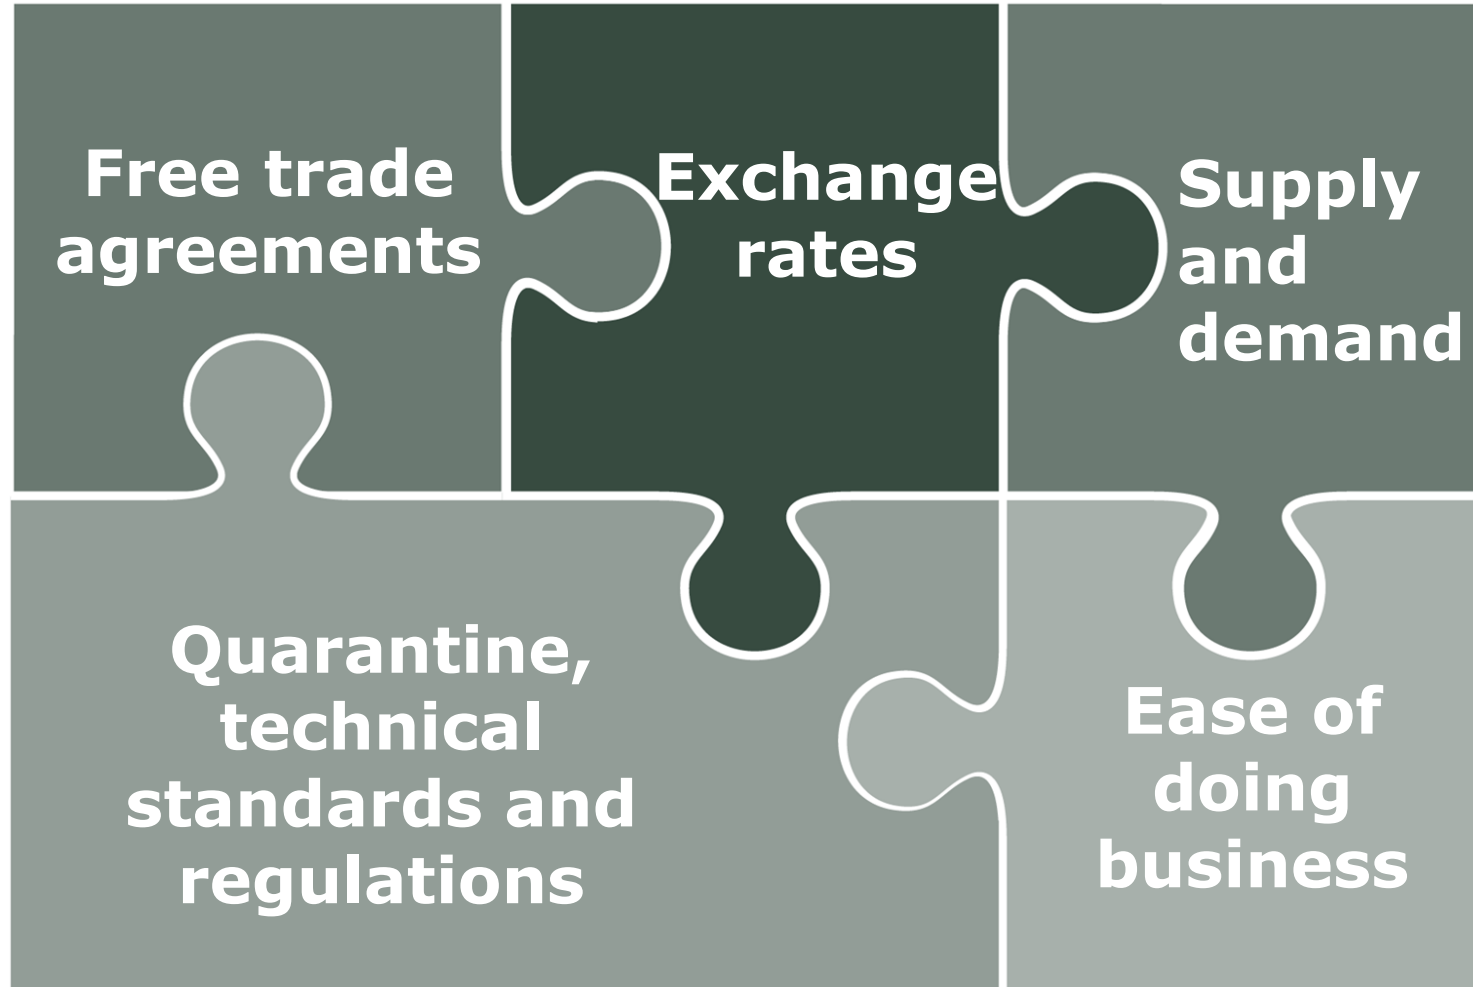 Free trade
agreements
Exchange
rates
Supply
and
demand
Quarantine,
technical
standards and
regulations
Ease of
doing
business